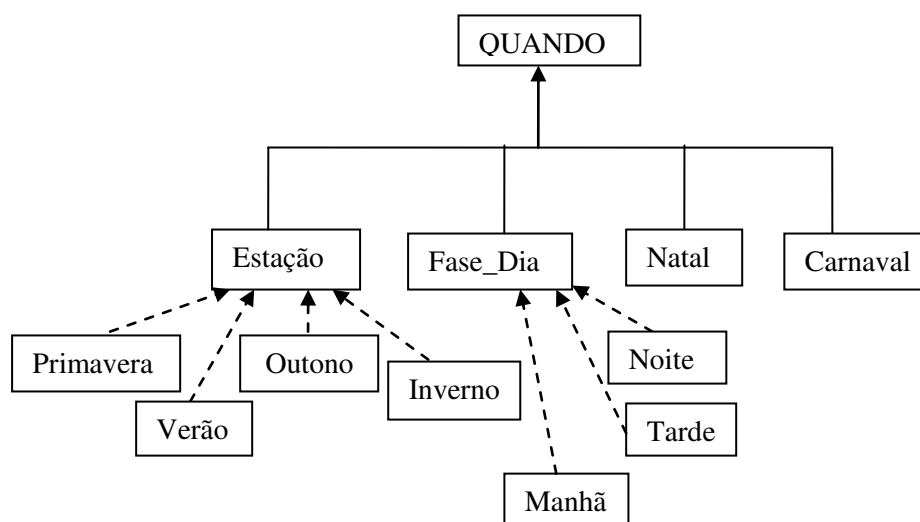 QUANDO
Estação
Fase_Dia
Natal
Carnaval
Primavera
Outono
Noite
Inverno
Verão
Tarde
Manhã